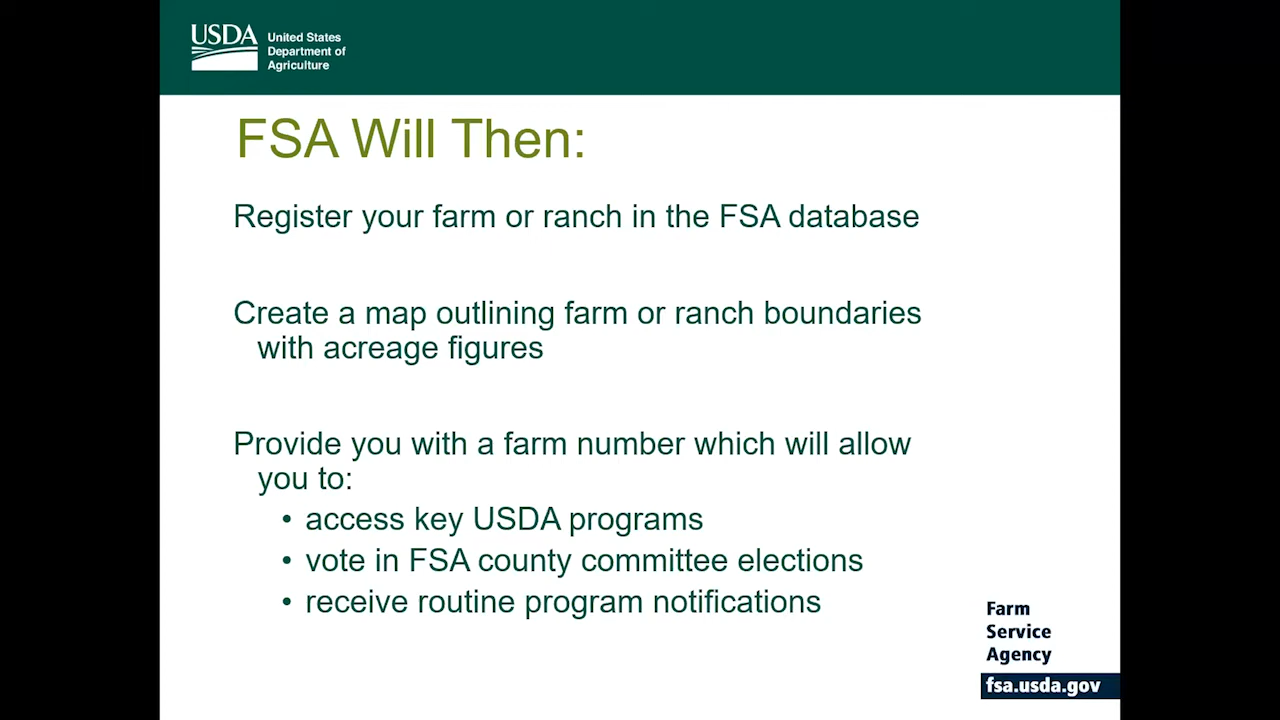 USDA
United States
Department of
Agriculture
FSA Will Then:
Register your farm or ranch in the FSA database
Create a map outlining farm or ranch boundaries
with acreage figures
Provide you with a farm number which will allow
you to:
• access key USDA programs
• vote in FSA county committee elections
• receive routine program notifications
Farm
Service
Agency
fsa.usda.gov